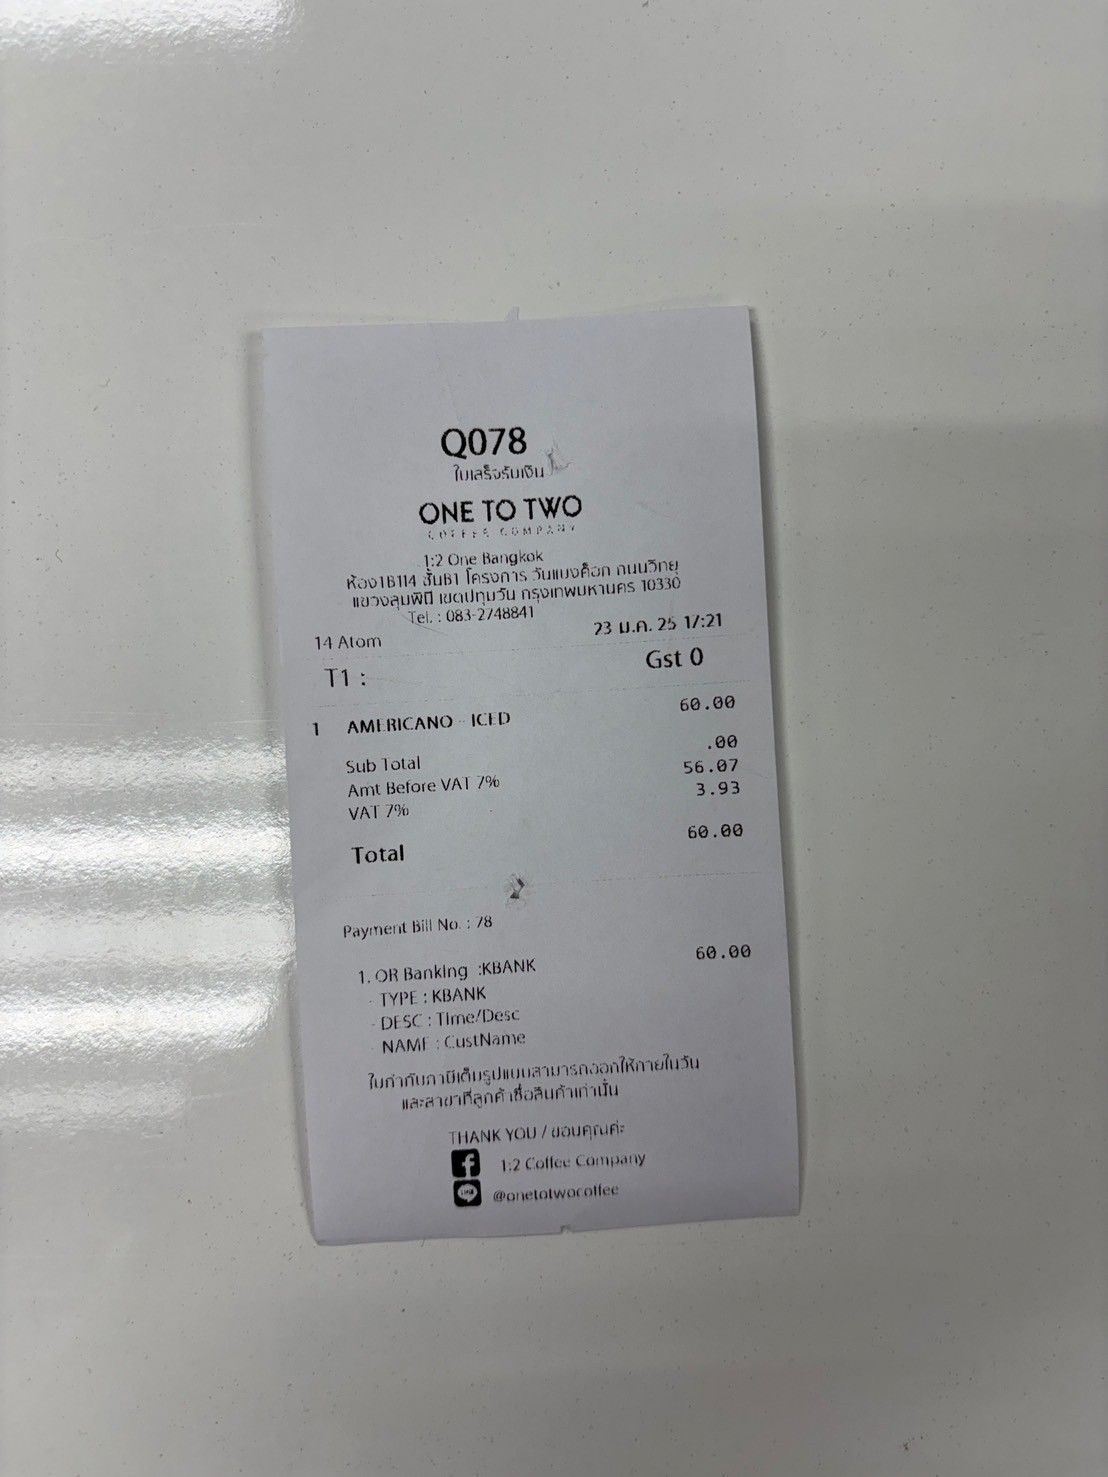 Q078
ใบเสร็จรับเงิน
ONE TO TWO
COFFEE COMPANY
1:2 One Bangkok
ห้อง1B114 ชั้นB1 โครงการ วันแบงค็อก ถนนวิทยุ
แขวงลุมพินี เขตปทุมวัน กรุงเทพมหานคร 10330
Tel. : 083-2748841
14 Atom 23 ม.ค. 25 17:21
T1 : Gst 0
1 AMERICANO - ICED 60.00
Sub Total .00
Amt Before VAT 7% 56.07
VAT 7% 3.93
Total 60.00
Payment Bill No. : 78
1. QR Banking :KBANK 60.00
- TYPE : KBANK
- DESC : Time/Desc
- NAME : CustName
ใบกำกับภาษีเต็มรูปแบบสามารถออกให้ภายในวัน
และสาขาที่ลูกค้าซื้อสินค้าเท่านั้น
THANK YOU / ขอบคุณค่ะ
1:2 Coffee Company
LINE @onetotwocoffee